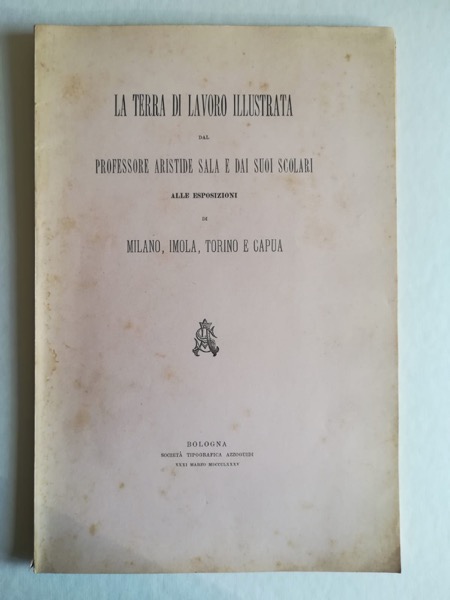 LA TERRA DI LAVORO ILLUSTRATA
DAL
PROFESSORE ARISTIDE SALA E DAI SUOI SCOLARI
ALLE ESPOSIZIONI
DI
MILANO, IMOLA, TORINO E CAPUA
BOLOGNA
SOCIETÀ TIPOGRAFICA AZZOGUIDI
XXXI MARZO MDCCCLXXXV